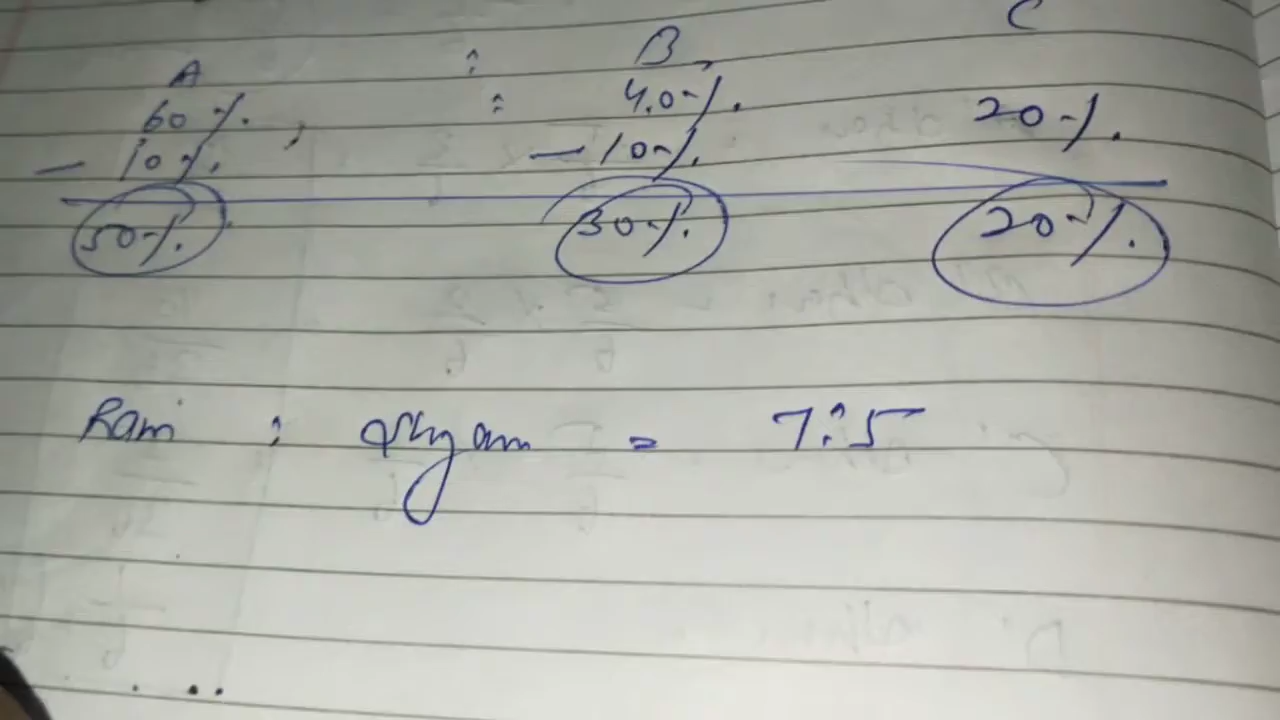 A : B C
60%. , : 40%. 20%.
- 10%. - 10%.
50%. 30%. 20%.
Ram : Shyam = 7:5